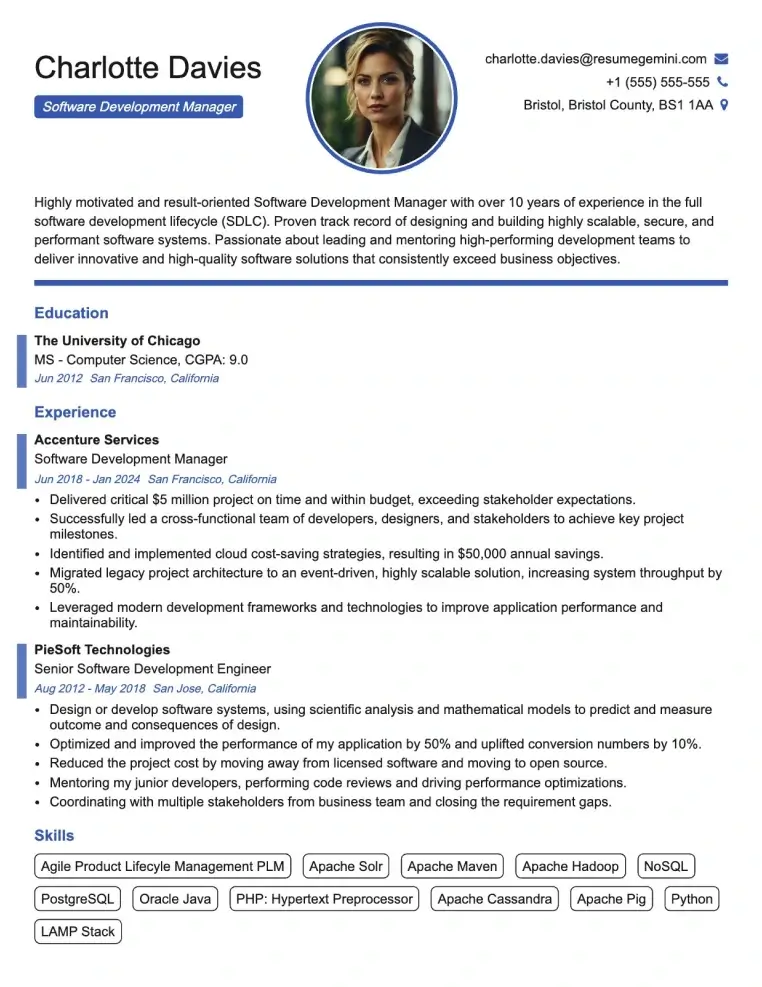 Charlotte Davies
Software Development Manager
charlotte.davies@resumegemini.com
+1 (555) 555-555
Bristol, Bristol County, BS1 1AA
Highly motivated and result-oriented Software Development Manager with over 10 years of experience in the full
software development lifecycle (SDLC). Proven track record of designing and building highly scalable, secure, and
performant software systems. Passionate about leading and mentoring high-performing development teams to
deliver innovative and high-quality software solutions that consistently exceed business objectives.
Education
The University of Chicago
MS - Computer Science, CGPA: 9.0
Jun 2012 San Francisco, California
Experience
Accenture Services
Software Development Manager
Jun 2018 - Jan 2024 San Francisco, California
• Delivered critical $5 million project on time and within budget, exceeding stakeholder expectations.
• Successfully led a cross-functional team of developers, designers, and stakeholders to achieve key project
milestones.
• Identified and implemented cloud cost-saving strategies, resulting in $50,000 annual savings.
• Migrated legacy project architecture to an event-driven, highly scalable solution, increasing system throughput by
50%.
• Leveraged modern development frameworks and technologies to improve application performance and
maintainability.
PieSoft Technologies
Senior Software Development Engineer
Aug 2012 - May 2018 San Jose, California
• Design or develop software systems, using scientific analysis and mathematical models to predict and measure
outcome and consequences of design.
• Optimized and improved the performance of my application by 50% and uplifted conversion numbers by 10%.
• Reduced the project cost by moving away from licensed software and moving to open source.
• Mentoring my junior developers, performing code reviews and driving performance optimizations.
• Coordinating with multiple stakeholders from business team and closing the requirement gaps.
Skills
Agile Product Lifecyle Management PLM Apache Solr Apache Maven Apache Hadoop NoSQL
PostgreSQL Oracle Java PHP: Hypertext Preprocessor Apache Cassandra Apache Pig Python
LAMP Stack